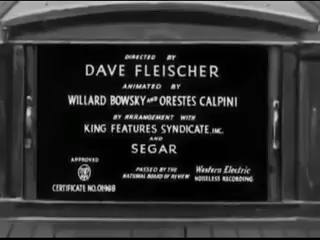 DIRECTED BY
DAVE FLEISCHER
ANIMATED BY
WILLARD BOWSKY AND ORESTES CALPINI
BY ARRANGEMENT WITH
KING FEATURES SYNDICATE, INC.
AND
SEGAR
APPROVED
PASSED BY THE
NATIONAL BOARD OF REVIEW
Western Electric
NOISELESS RECORDING
CERTIFICATE NO.